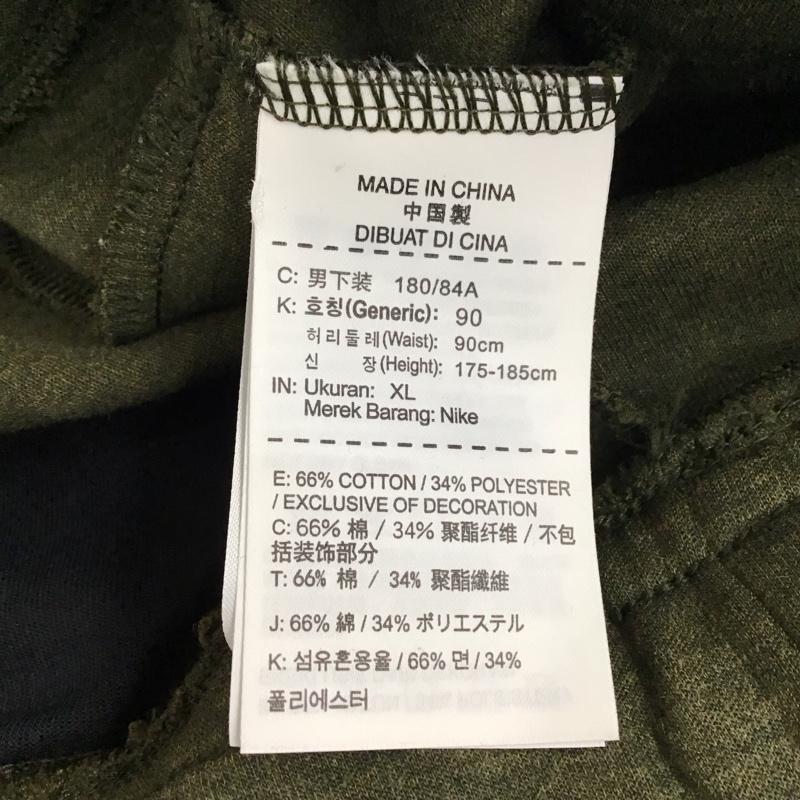 MADE IN CHINA
中国製
DIBUAT DI CINA
C: 男下装 180/84A
K: 호칭(Generic): 90
허리둘레(Waist): 90cm
신 장(Height): 175-185cm
IN: Ukuran: XL
Merek Barang: Nike
E: 66% COTTON / 34% POLYESTER
/ EXCLUSIVE OF DECORATION
C: 66% 棉 / 34% 聚酯纤维 / 不包
括装饰部分
T: 66% 棉 / 34% 聚酯纖維
J: 66% 綿 / 34% ポリエステル
K: 섬유혼용율 / 66% 면 / 34%
폴리에스터